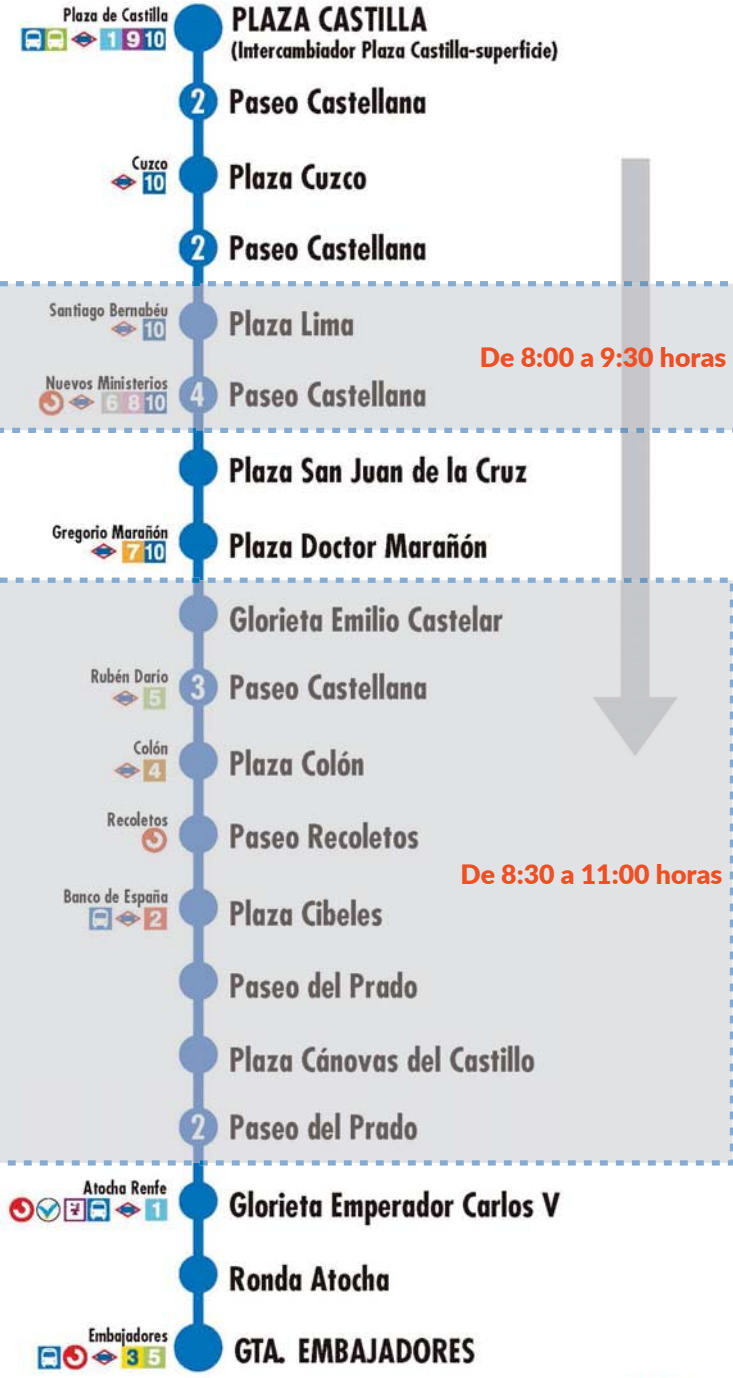 Plaza de Castilla
1 9 10
PLAZA CASTILLA
(Intercambiador Plaza Castilla-superficie)
2
Paseo Castellana
Cuzco
10
Plaza Cuzco
2
Paseo Castellana
Santiago Bernabéu
10
Plaza Lima
De 8:00 a 9:30 horas
Nuevos Ministerios
6 8 10
4
Paseo Castellana
Plaza San Juan de la Cruz
Gregorio Marañón
7 10
Plaza Doctor Marañón
Glorieta Emilio Castelar
Rubén Darío
5
3
Paseo Castellana
Colón
4
Plaza Colón
Recoletos
Paseo Recoletos
De 8:30 a 11:00 horas
Banco de España
2
Plaza Cibeles
Paseo del Prado
Plaza Cánovas del Castillo
2
Paseo del Prado
Atocha Renfe
1
Glorieta Emperador Carlos V
Ronda Atocha
Embajadores
3 5
GTA. EMBAJADORES